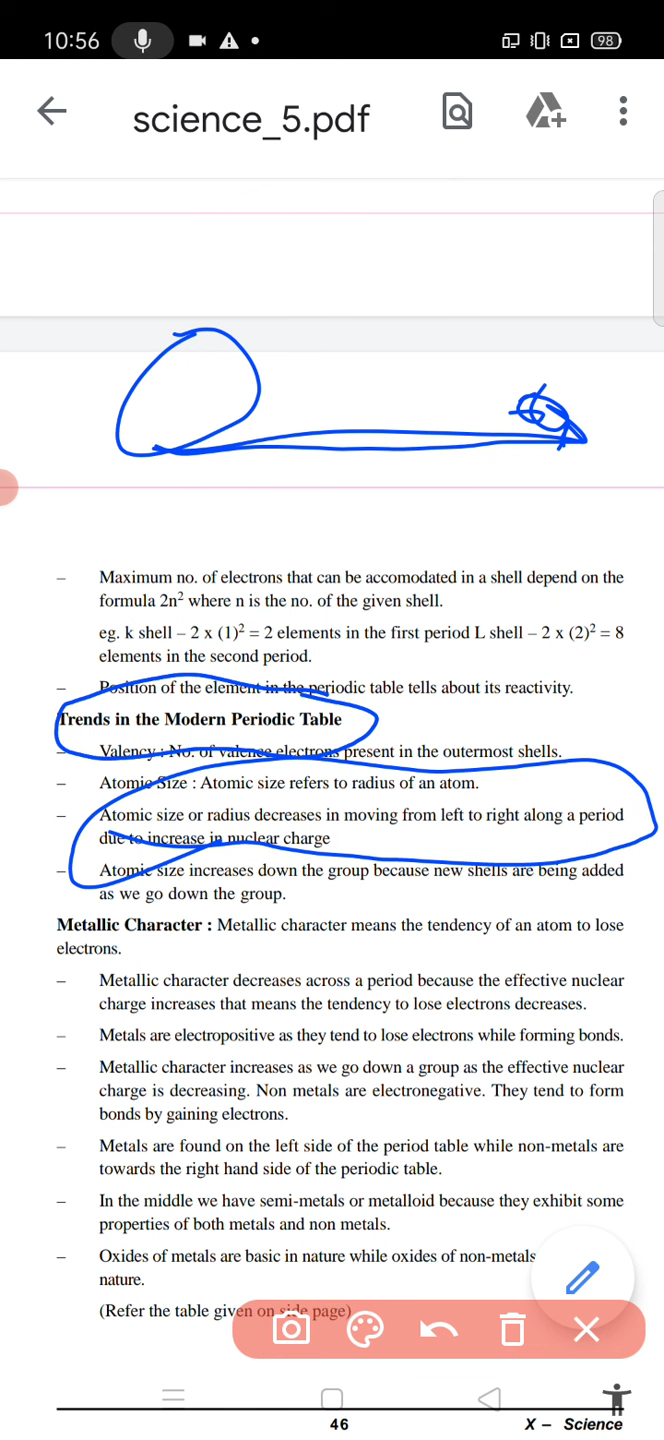 10:56
98
science_5.pdf
– Maximum no. of electrons that can be accomodated in a shell depend on the
formula 2n² where n is the no. of the given shell.
eg. k shell – 2 x (1)² = 2 elements in the first period L shell – 2 x (2)² = 8
elements in the second period.
– Position of the element in the periodic table tells about its reactivity.
Trends in the Modern Periodic Table
– Valency : No. of valence electrons present in the outermost shells.
– Atomic Size : Atomic size refers to radius of an atom.
– Atomic size or radius decreases in moving from left to right along a period
due to increase in nuclear charge
– Atomic size increases down the group because new shells are being added
as we go down the group.
Metallic Character : Metallic character means the tendency of an atom to lose
electrons.
– Metallic character decreases across a period because the effective nuclear
charge increases that means the tendency to lose electrons decreases.
– Metals are electropositive as they tend to lose electrons while forming bonds.
– Metallic character increases as we go down a group as the effective nuclear
charge is decreasing. Non metals are electronegative. They tend to form
bonds by gaining electrons.
– Metals are found on the left side of the period table while non-metals are
towards the right hand side of the periodic table.
– In the middle we have semi-metals or metalloid because they exhibit some
properties of both metals and non metals.
– Oxides of metals are basic in nature while oxides of non-metals
nature.
(Refer the table given on side page)
46
X – Science